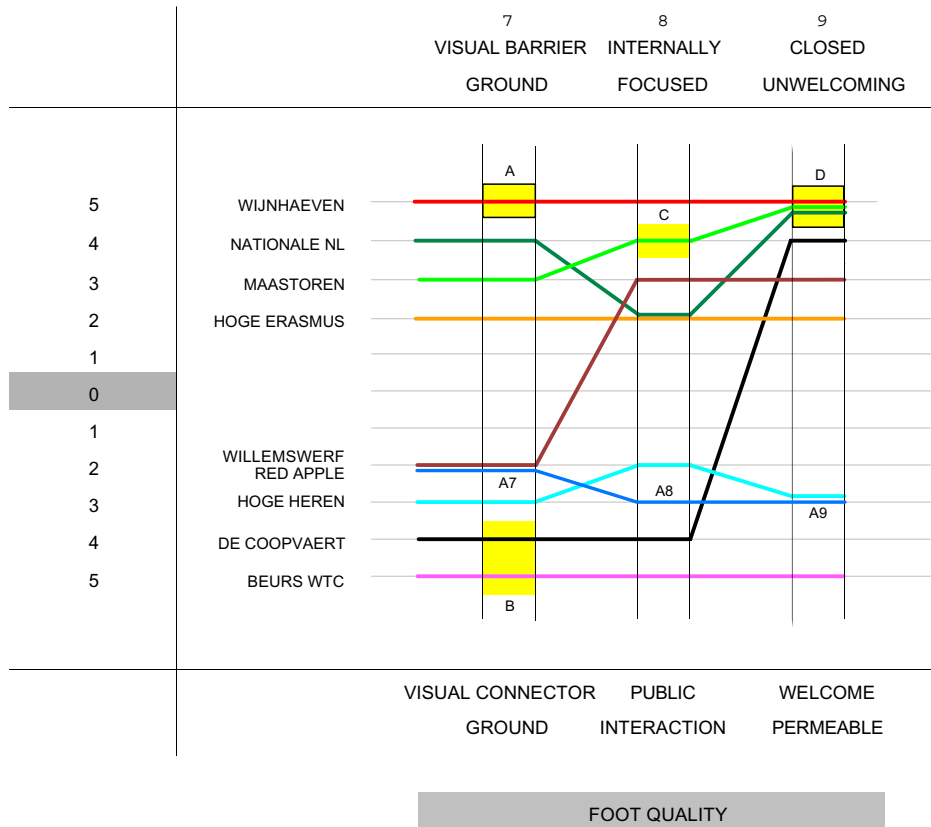 7 8 9
VISUAL BARRIER INTERNALLY CLOSED
GROUND FOCUSED UNWELCOMING
A D
5 WIJNHAEVEN
C
4 NATIONALE NL
3 MAASTOREN
2 HOGE ERASMUS
1
0
1
WILLEMSWERF
2 RED APPLE
A7 A8
3 HOGE HEREN
A9
4 DE COOPVAERT
5 BEURS WTC
B
VISUAL CONNECTOR PUBLIC WELCOME
GROUND INTERACTION PERMEABLE
FOOT QUALITY